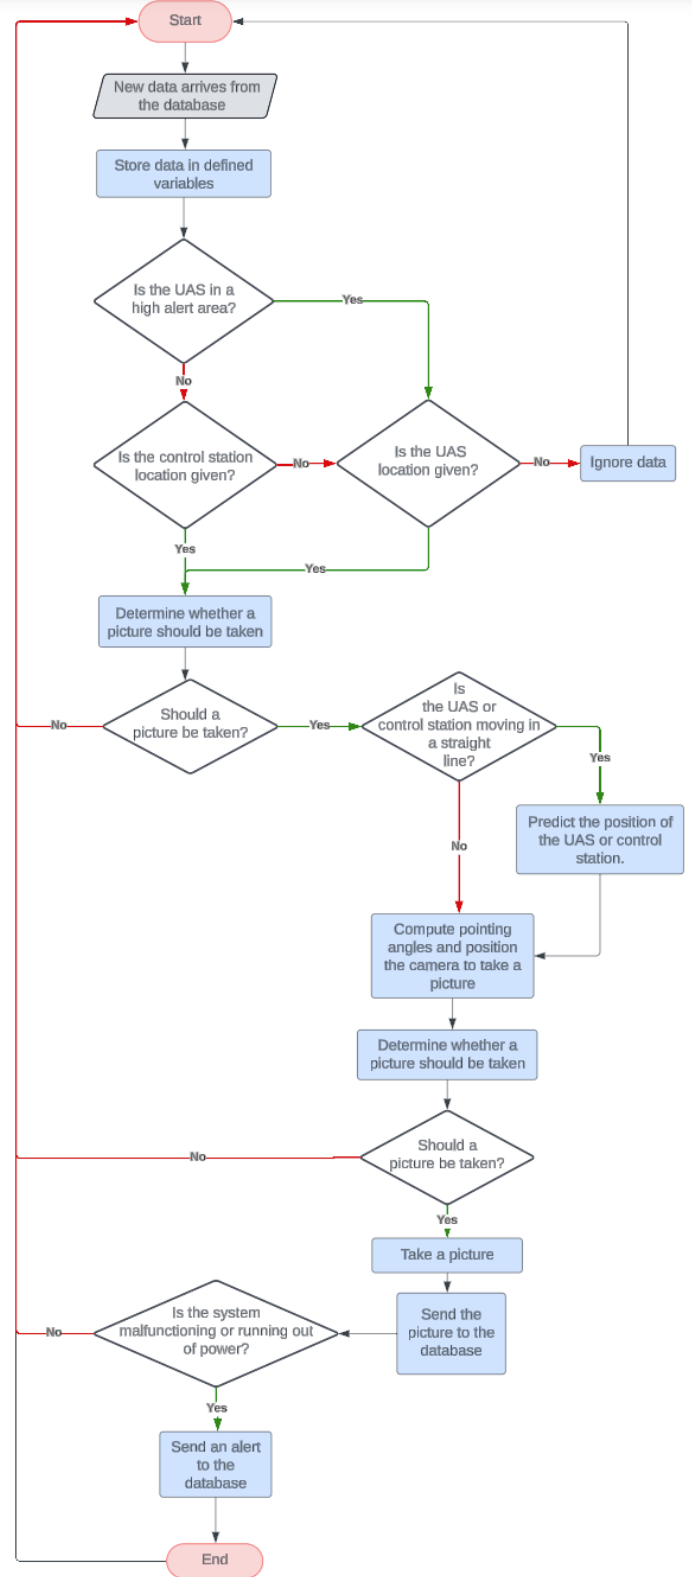 Start
New data arrives from
the database
Store data in defined
variables
Is the UAS in a
high alert area?
Yes
No
Is the control station
location given?
No
Is the UAS
location given?
No
Ignore data
Yes
Yes
Determine whether a
picture should be taken
Should a
picture be taken?
No
Yes
Is
the UAS or
control station moving in
a straight
line?
Yes
No
Predict the position of
the UAS or control
station.
Compute pointing
angles and position
the camera to take a
picture
Determine whether a
picture should be taken
Should a
picture be taken?
No
Yes
Take a picture
Send the
picture to the
database
Is the system
malfunctioning or running out
of power?
No
Yes
Send an alert
to the
database
End